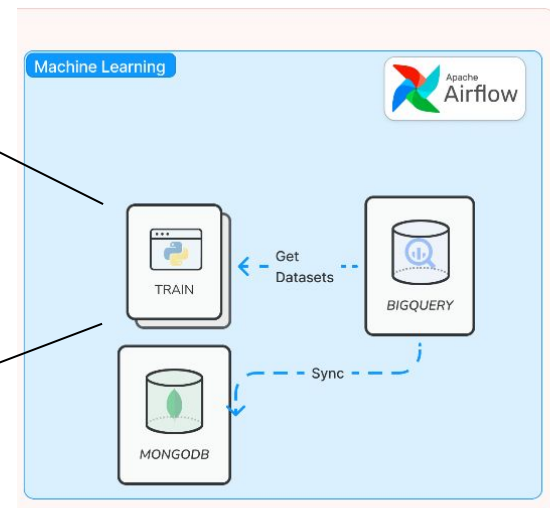 Machine Learning
Apache
Airflow
Get
Datasets
TRAIN
BIGQUERY
Sync
MONGODB